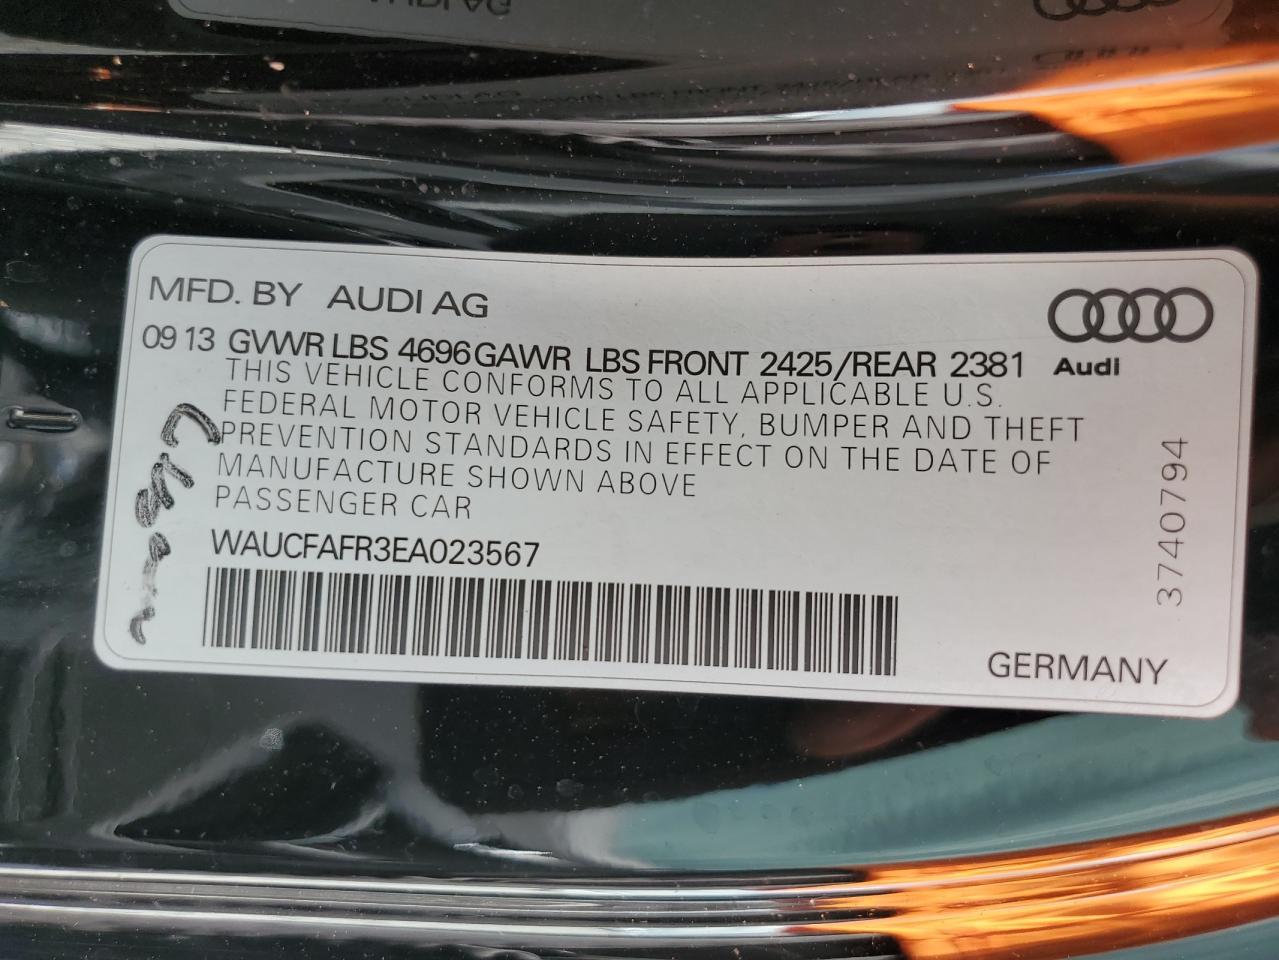 MFD. BY AUDI AG
09 13 GVWR LBS 4696 GAWR LBS FRONT 2425/REAR 2381
Audi
THIS VEHICLE CONFORMS TO ALL APPLICABLE U.S.
FEDERAL MOTOR VEHICLE SAFETY, BUMPER AND THEFT
PREVENTION STANDARDS IN EFFECT ON THE DATE OF
MANUFACTURE SHOWN ABOVE
PASSENGER CAR
WAUCFAFR3EA023567
3740794
GERMANY